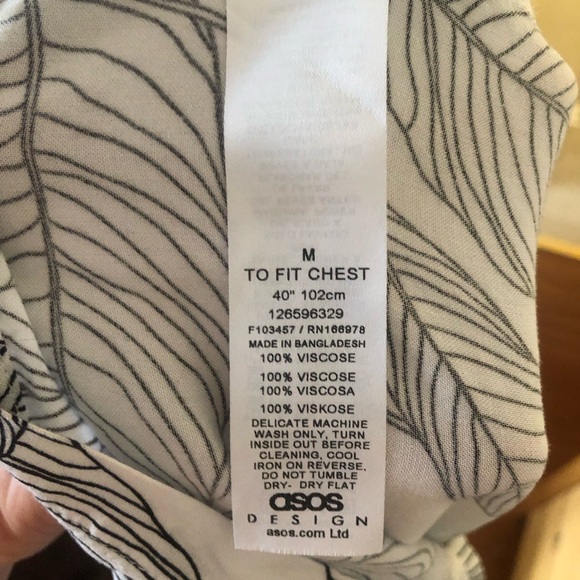 M
TO FIT CHEST
40" 102cm
126596329
F103457 / RN166978
MADE IN BANGLADESH
100% VISCOSE
100% VISCOSE
100% VISCOSA
100% VISKOSE
DELICATE MACHINE
WASH ONLY, TURN
INSIDE OUT BEFORE
CLEANING, COOL
IRON ON REVERSE,
DO NOT TUMBLE
DRY- DRY FLAT
asos
DESIGN
asos.com Ltd